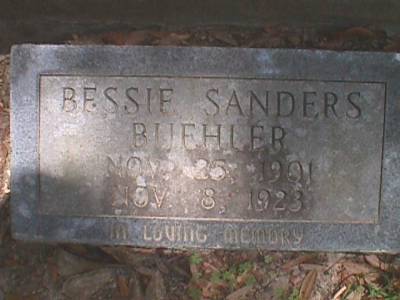 BESSIE SANDERS
BUEHLER
NOV. 25, 1901
NOV. 8, 1923
IN LOVING MEMORY